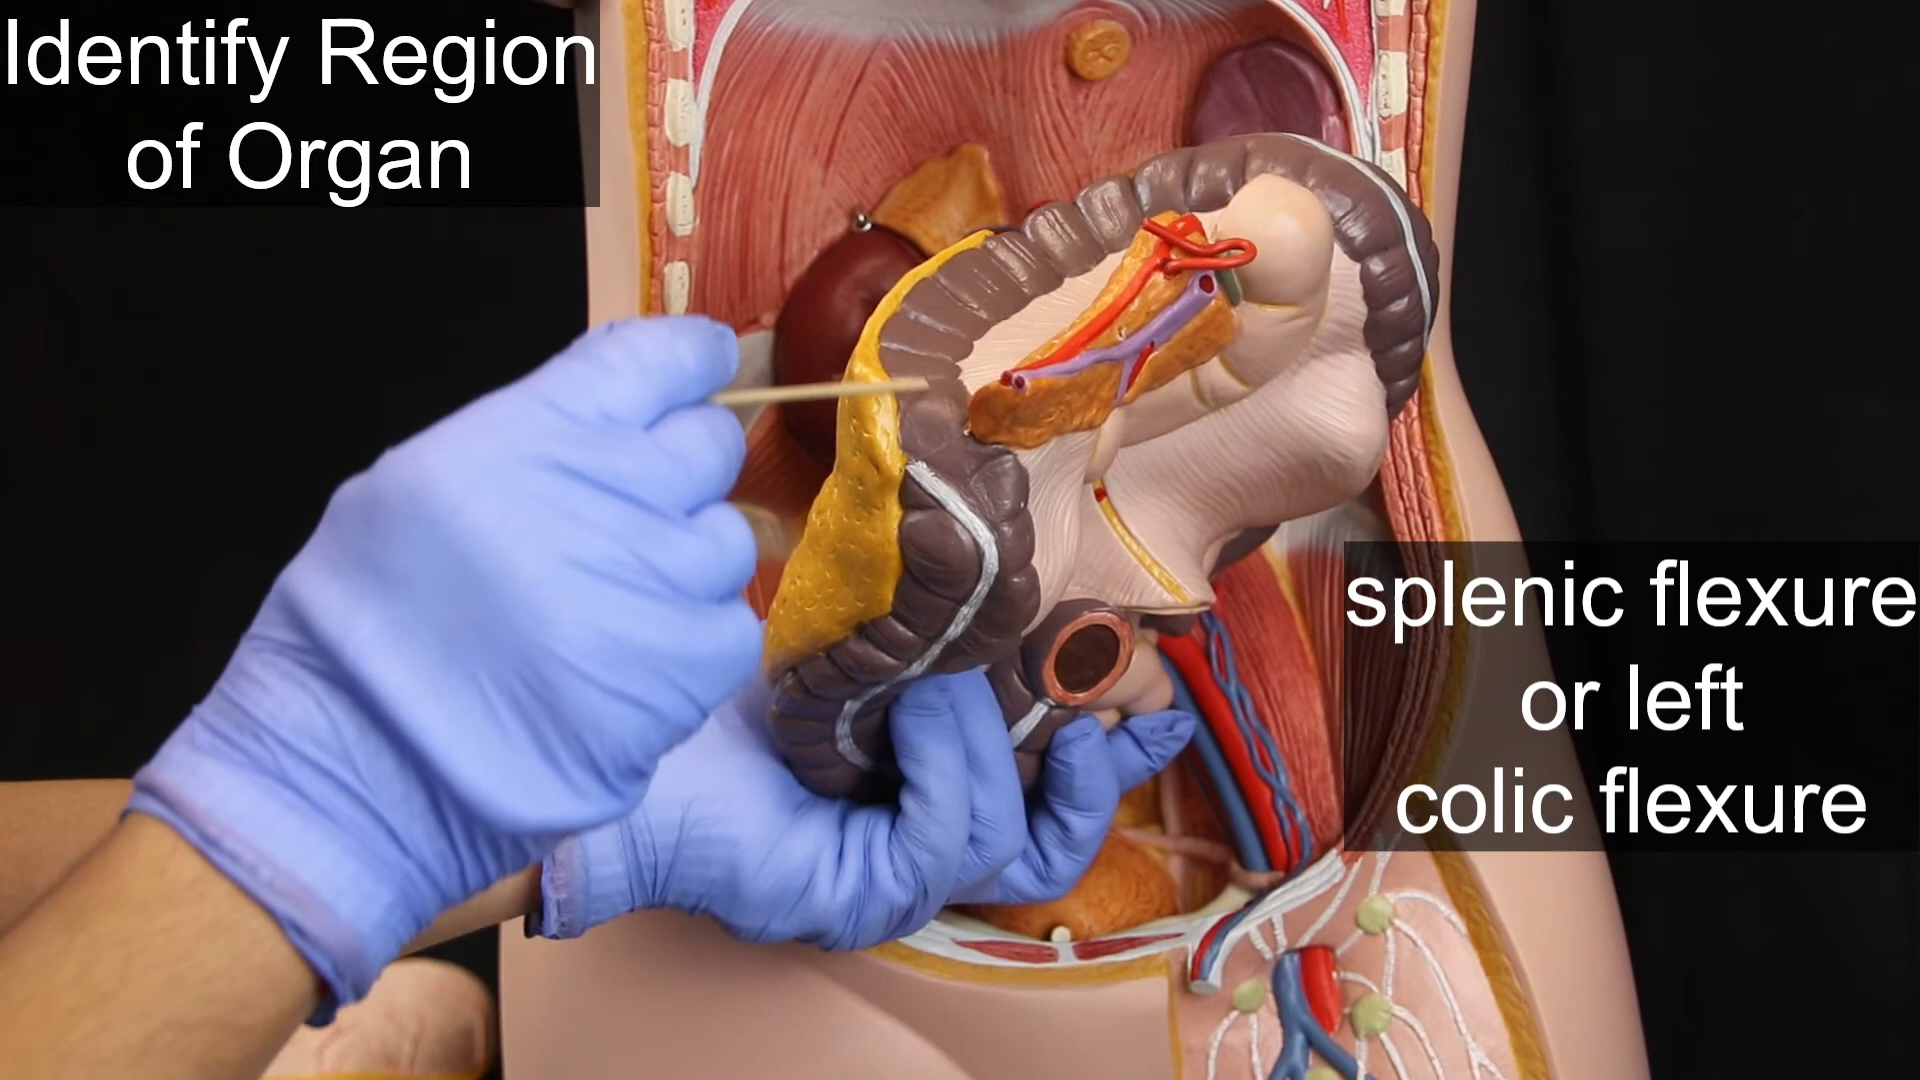 Identify Region
of Organ
splenic flexure
or left
colic flexure